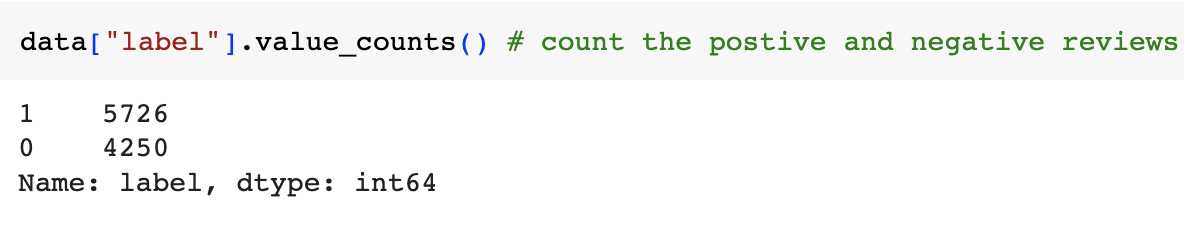 data["label"].value_counts() # count the postive and negative reviews
1    5726
0    4250
Name: label, dtype: int64